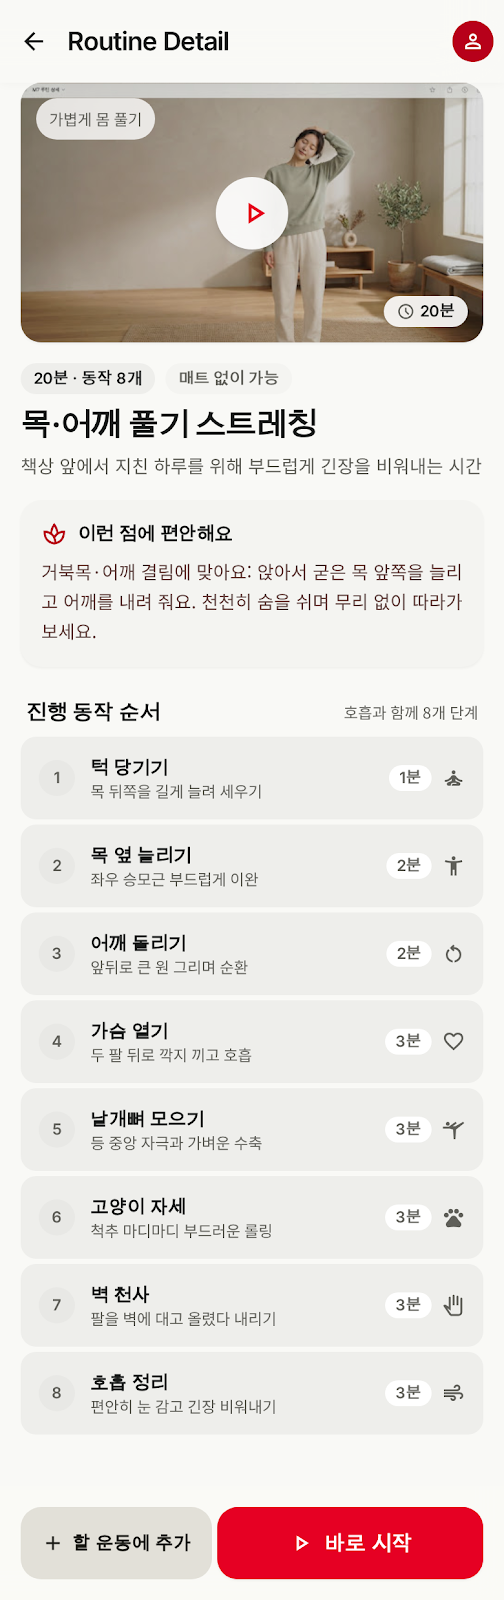 Routine Detail
가볍게 몸 풀기
20분
20분 · 동작 8개
매트 없이 가능
목·어깨 풀기 스트레칭
책상 앞에서 지친 하루를 위해 부드럽게 긴장을 비워내는 시간
이런 점에 편안해요
거북목·어깨 결림에 맞아요: 앉아서 굳은 목 앞쪽을 늘리
고 어깨를 내려 줘요. 천천히 숨을 쉬며 무리 없이 따라가
보세요.
진행 동작 순서
호흡과 함께 8개 단계
1
턱 당기기
목 뒤쪽을 길게 늘려 세우기
1분
2
목 옆 늘리기
좌우 승모근 부드럽게 이완
2분
3
어깨 돌리기
앞뒤로 큰 원 그리며 순환
2분
4
가슴 열기
두 팔 뒤로 깍지 끼고 호흡
3분
5
날개뼈 모으기
등 중앙 자극과 가벼운 수축
3분
6
고양이 자세
척추 마디마디 부드러운 롤링
3분
7
벽 천사
팔을 벽에 대고 올렸다 내리기
3분
8
호흡 정리
편안히 눈 감고 긴장 비워내기
3분
할 운동에 추가
바로 시작